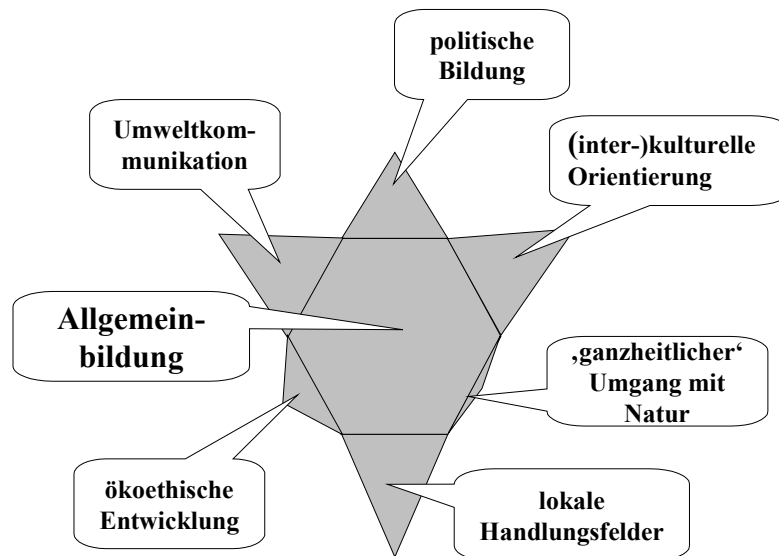 politische
Bildung
Umweltkom-
munikation
(inter-)kulturelle
Orientierung
Allgemein-
bildung
‚ganzheitlicher‘
Umgang mit
Natur
ökoethische
Entwicklung
lokale
Handlungsfelder